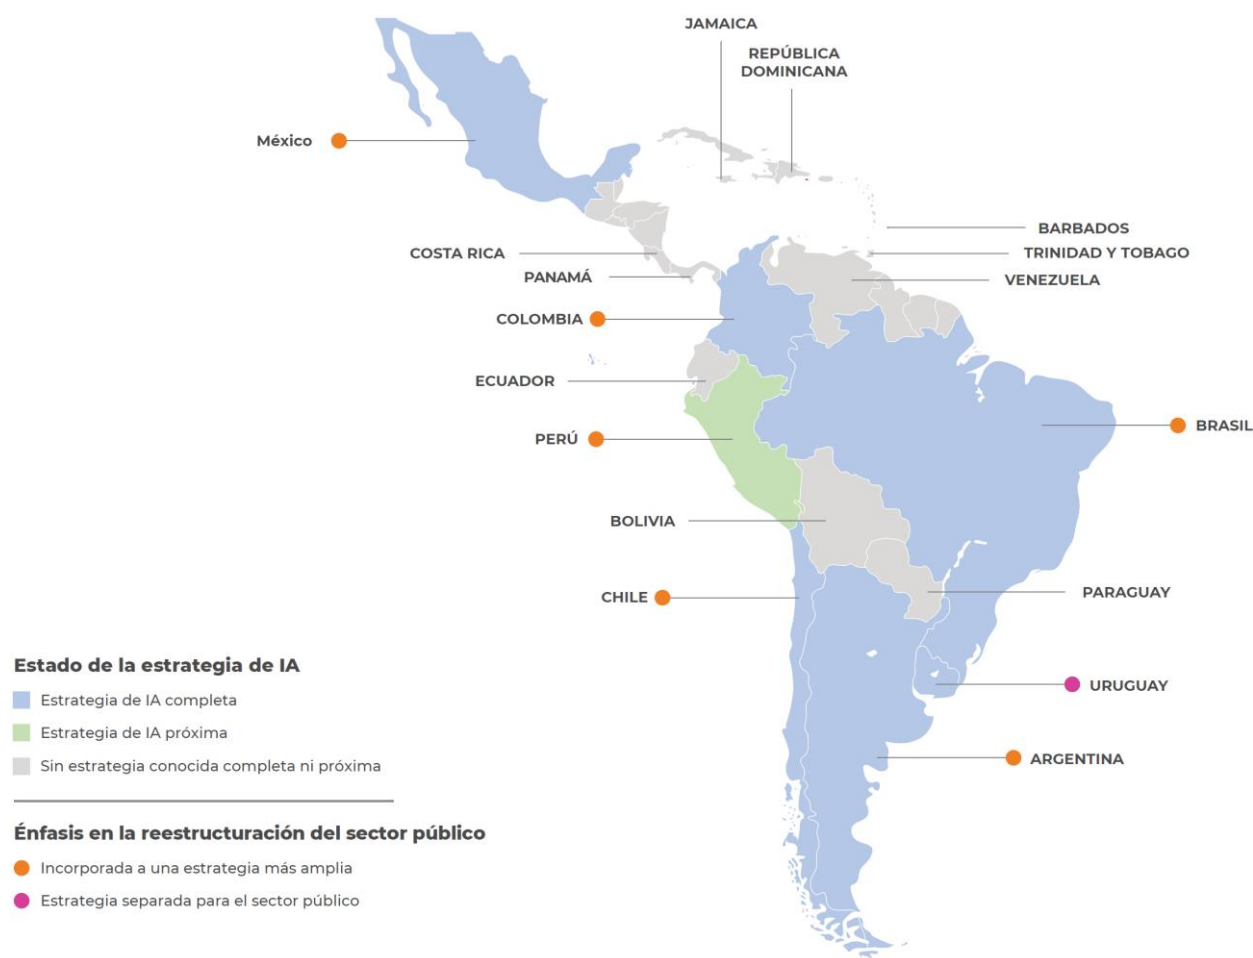 JAMAICA
REPÚBLICA
DOMINICANA
México
BARBADOS
COSTA RICA
TRINIDAD Y TOBAGO
PANAMÁ
VENEZUELA
COLOMBIA
ECUADOR
BRASIL
PERÚ
BOLIVIA
PARAGUAY
CHILE
URUGUAY
ARGENTINA
Estado de la estrategia de IA
Estrategia de IA completa
Estrategia de IA próxima
Sin estrategia conocida completa ni próxima
Énfasis en la reestructuración del sector público
Incorporada a una estrategia más amplia
Estrategia separada para el sector público